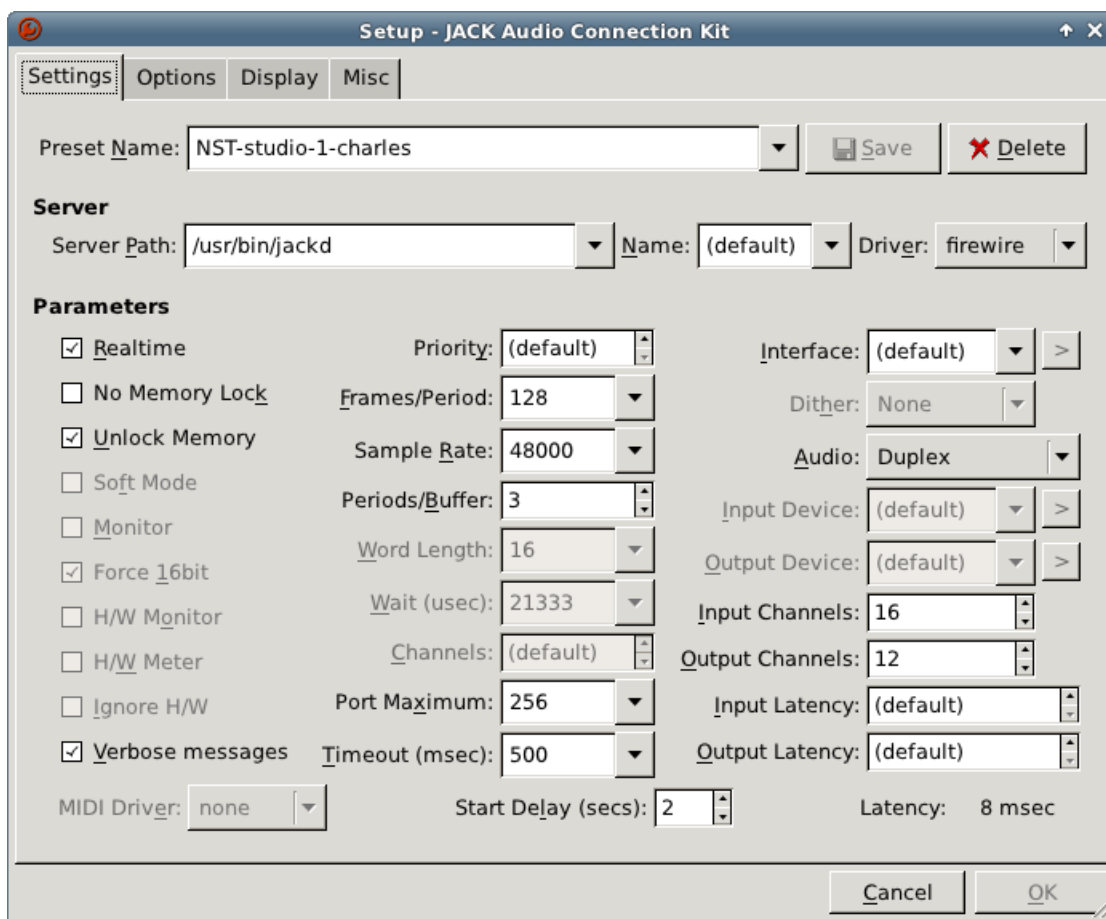 Setup - JACK Audio Connection Kit
Settings Options Display Misc
Preset Name: NST-studio-1-charles Save Delete
Server
Server Path: /usr/bin/jackd Name: (default) Driver: firewire
Parameters
Realtime Priority: (default) Interface: (default) >
No Memory Lock Frames/Period: 128 Dither: None
Unlock Memory Sample Rate: 48000 Audio: Duplex
Soft Mode Periods/Buffer: 3 Input Device: (default) >
Monitor Word Length: 16 Output Device: (default) >
Force 16bit Wait (usec): 21333 Input Channels: 16
H/W Monitor Channels: (default) Output Channels: 12
H/W Meter Port Maximum: 256 Input Latency: (default)
Ignore H/W Timeout (msec): 500 Output Latency: (default)
Verbose messages
MIDI Driver: none Start Delay (secs): 2 Latency: 8 msec
Cancel OK